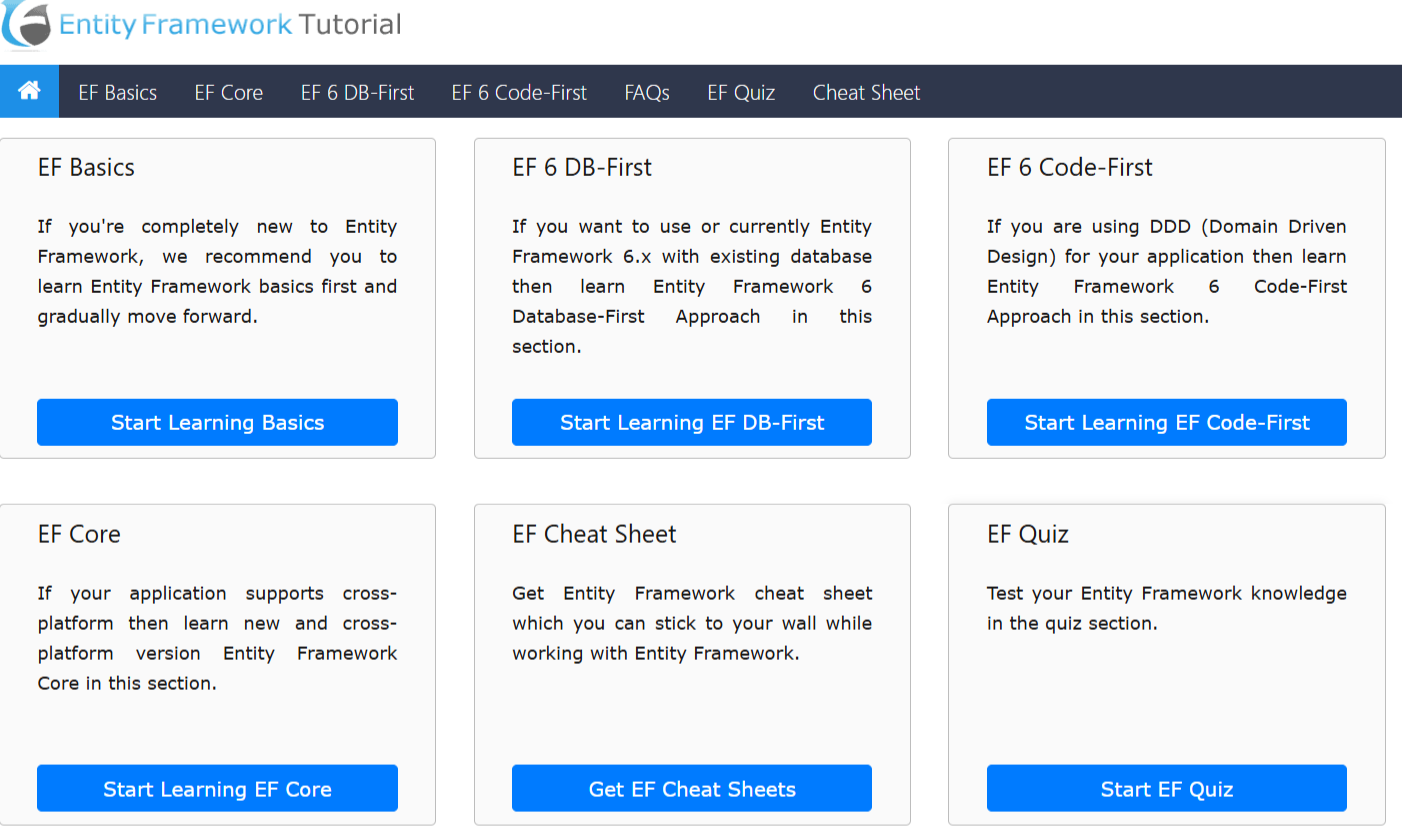 Entity Framework Tutorial
EF Basics EF Core EF 6 DB-First EF 6 Code-First FAQs EF Quiz Cheat Sheet
EF Basics
If you're completely new to Entity
Framework, we recommend you to
learn Entity Framework basics first and
gradually move forward.
Start Learning Basics
EF 6 DB-First
If you want to use or currently Entity
Framework 6.x with existing database
then learn Entity Framework 6
Database-First Approach in this
section.
Start Learning EF DB-First
EF 6 Code-First
If you are using DDD (Domain Driven
Design) for your application then learn
Entity Framework 6 Code-First
Approach in this section.
Start Learning EF Code-First
EF Core
If your application supports cross-
platform then learn new and cross-
platform version Entity Framework
Core in this section.
Start Learning EF Core
EF Cheat Sheet
Get Entity Framework cheat sheet
which you can stick to your wall while
working with Entity Framework.
Get EF Cheat Sheets
EF Quiz
Test your Entity Framework knowledge
in the quiz section.
Start EF Quiz